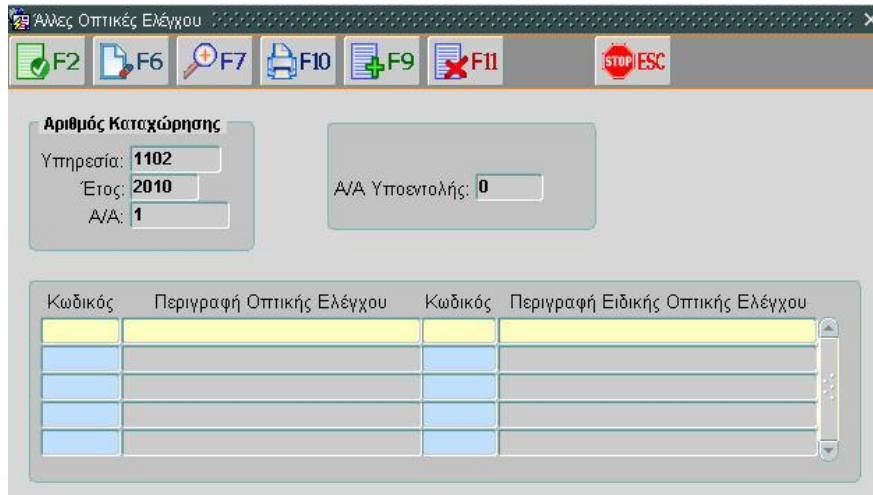 Άλλες Οπτικές Ελέγχου
F2 F6 F7 F10 F9 F11 STOP ESC
Αριθμός Καταχώρησης
Υπηρεσία: 1102
Έτος: 2010
Α/Α: 1
Α/Α Υποεντολής: 0
Κωδικός Περιγραφή Οπτικής Ελέγχου Κωδικός Περιγραφή Ειδικής Οπτικής Ελέγχου